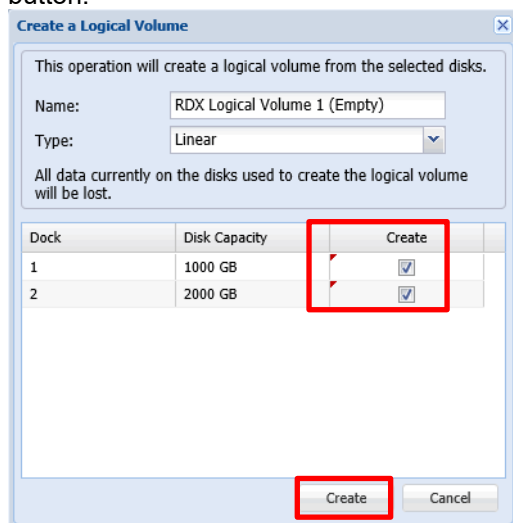 button.
Create a Logical Volume
This operation will create a logical volume from the selected disks.
Name: RDX Logical Volume 1 (Empty)
Type: Linear
All data currently on the disks used to create the logical volume
will be lost.
Dock Disk Capacity Create
1 1000 GB
2 2000 GB
Create Cancel